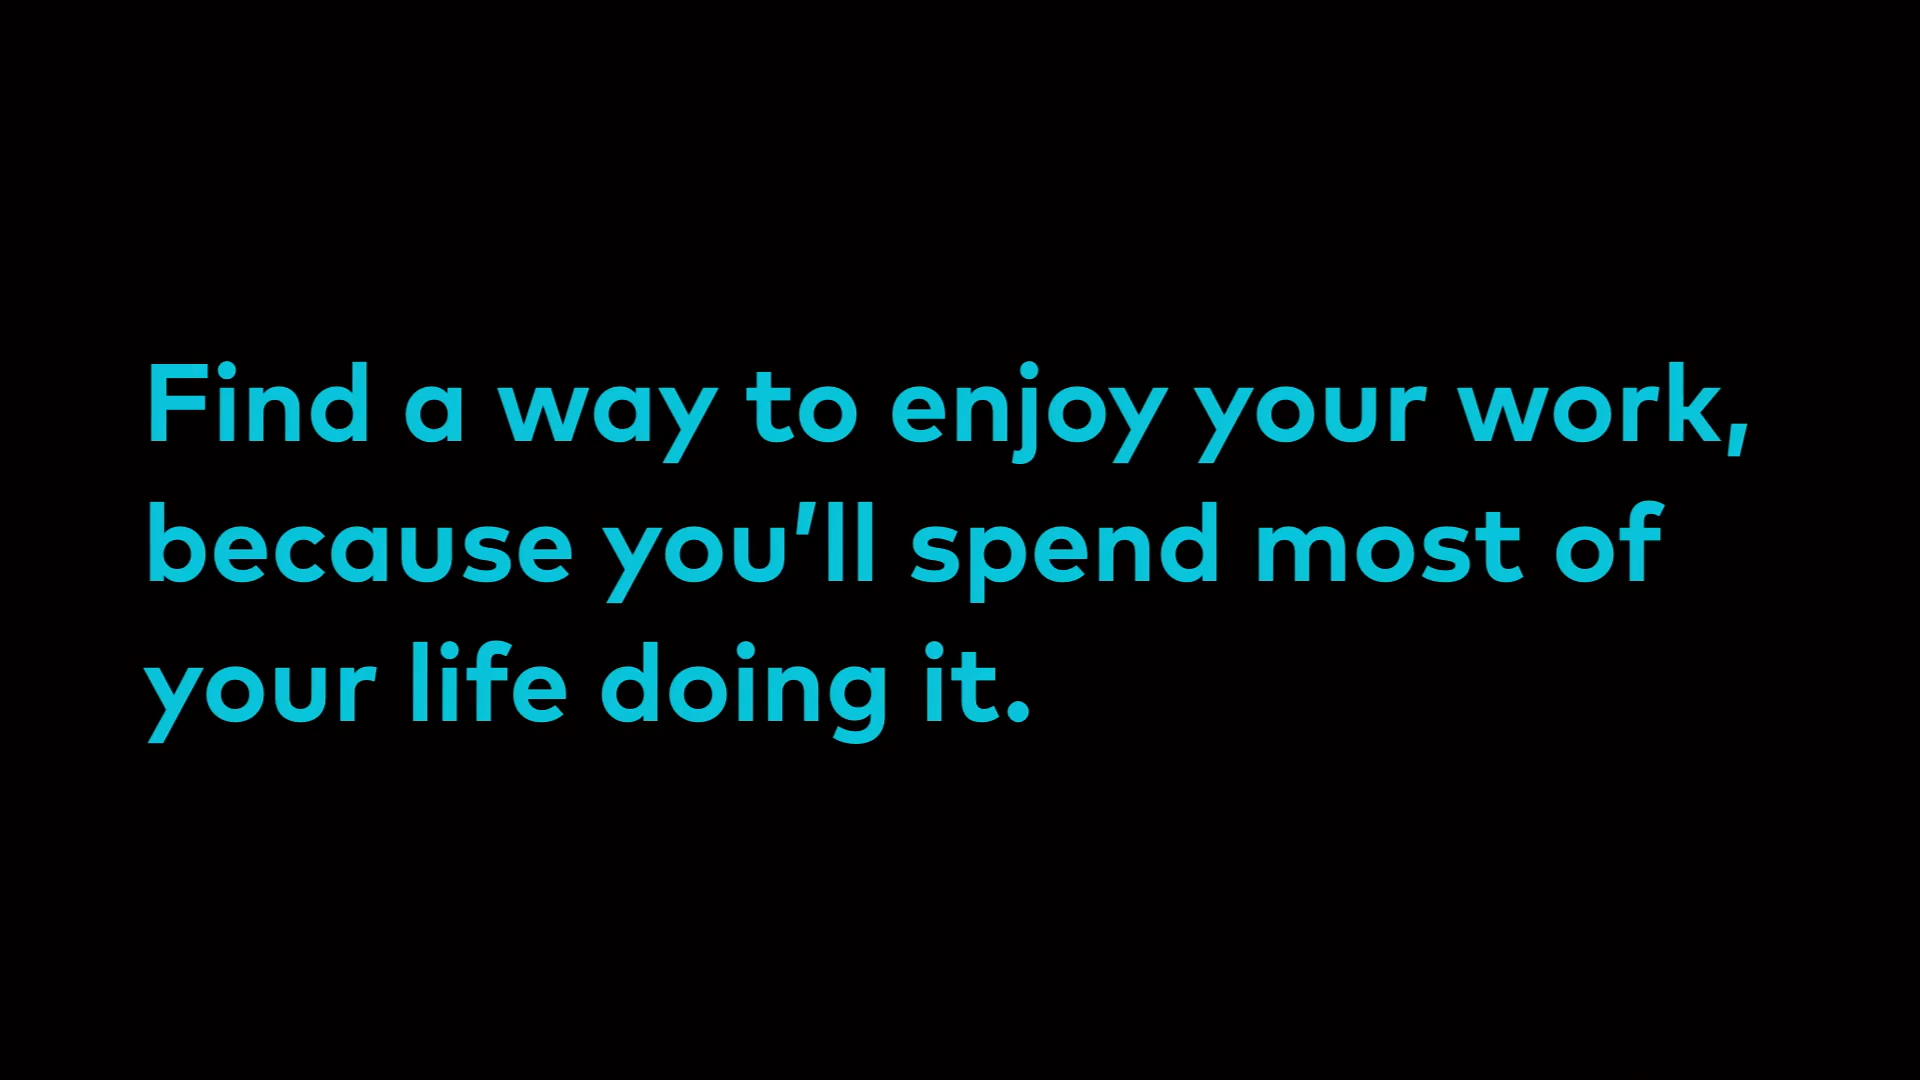 Find a way to enjoy your work,
because you’ll spend most of
your life doing it.